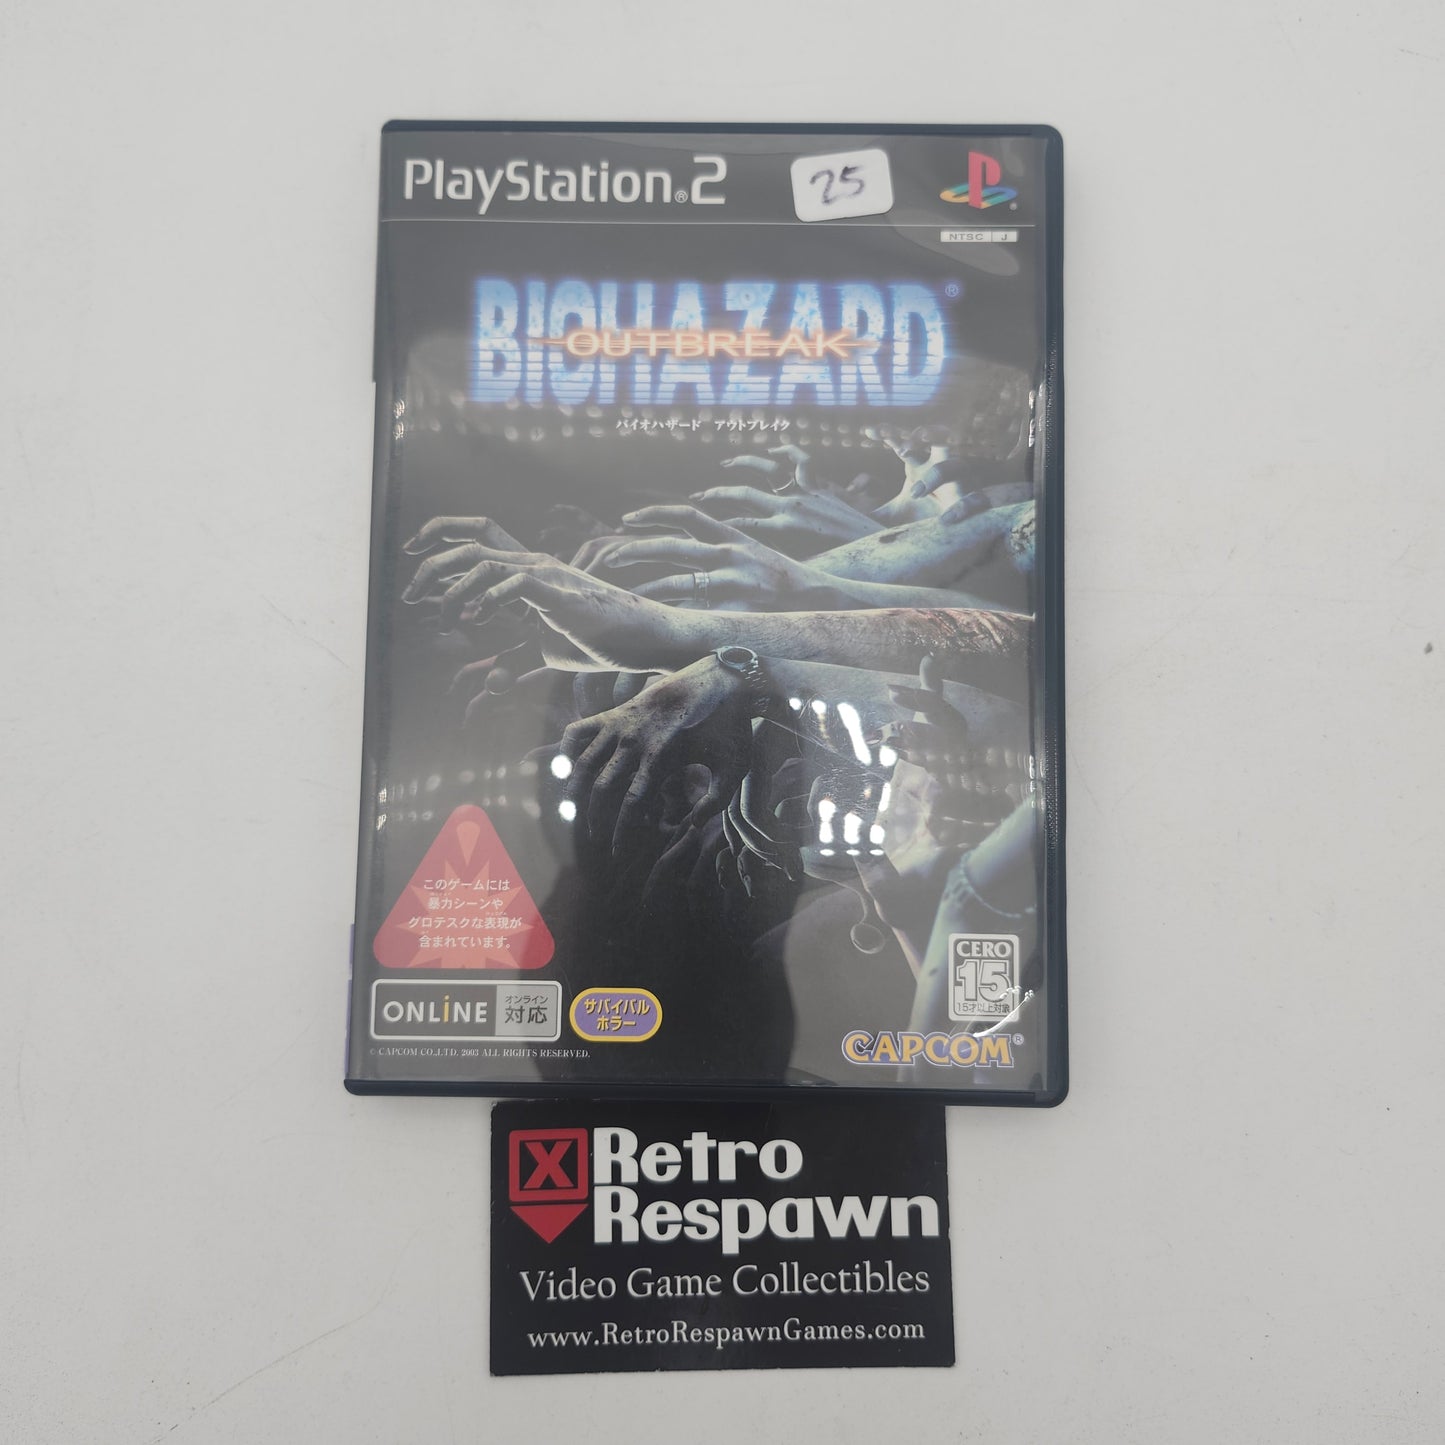 PlayStation®2
25
NTSC J
BIOHAZARD®
OUTBREAK
バイオハザード アウトブレイク
このゲームには
暴力シーンや
グロテスクな表現が
含まれています。
ONLiNE オンライン対応
サバイバル
ホラー
CERO
15
15才以上対象
CAPCOM®
© CAPCOM CO.,LTD. 2003 ALL RIGHTS RESERVED.
X Retro
Respawn
Video Game Collectibles
www.RetroRespawnGames.com